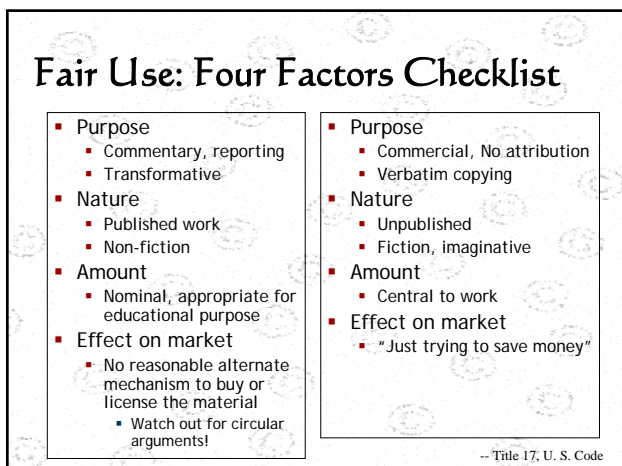 Fair Use: Four Factors Checklist
▪ Purpose
▪ Commentary, reporting
▪ Transformative
▪ Nature
▪ Published work
▪ Non-fiction
▪ Amount
▪ Nominal, appropriate for
educational purpose
▪ Effect on market
▪ No reasonable alternate
mechanism to buy or
license the material
▪ Watch out for circular
arguments!
▪ Purpose
▪ Commercial, No attribution
▪ Verbatim copying
▪ Nature
▪ Unpublished
▪ Fiction, imaginative
▪ Amount
▪ Central to work
▪ Effect on market
▪ “Just trying to save money”
-- Title 17, U. S. Code